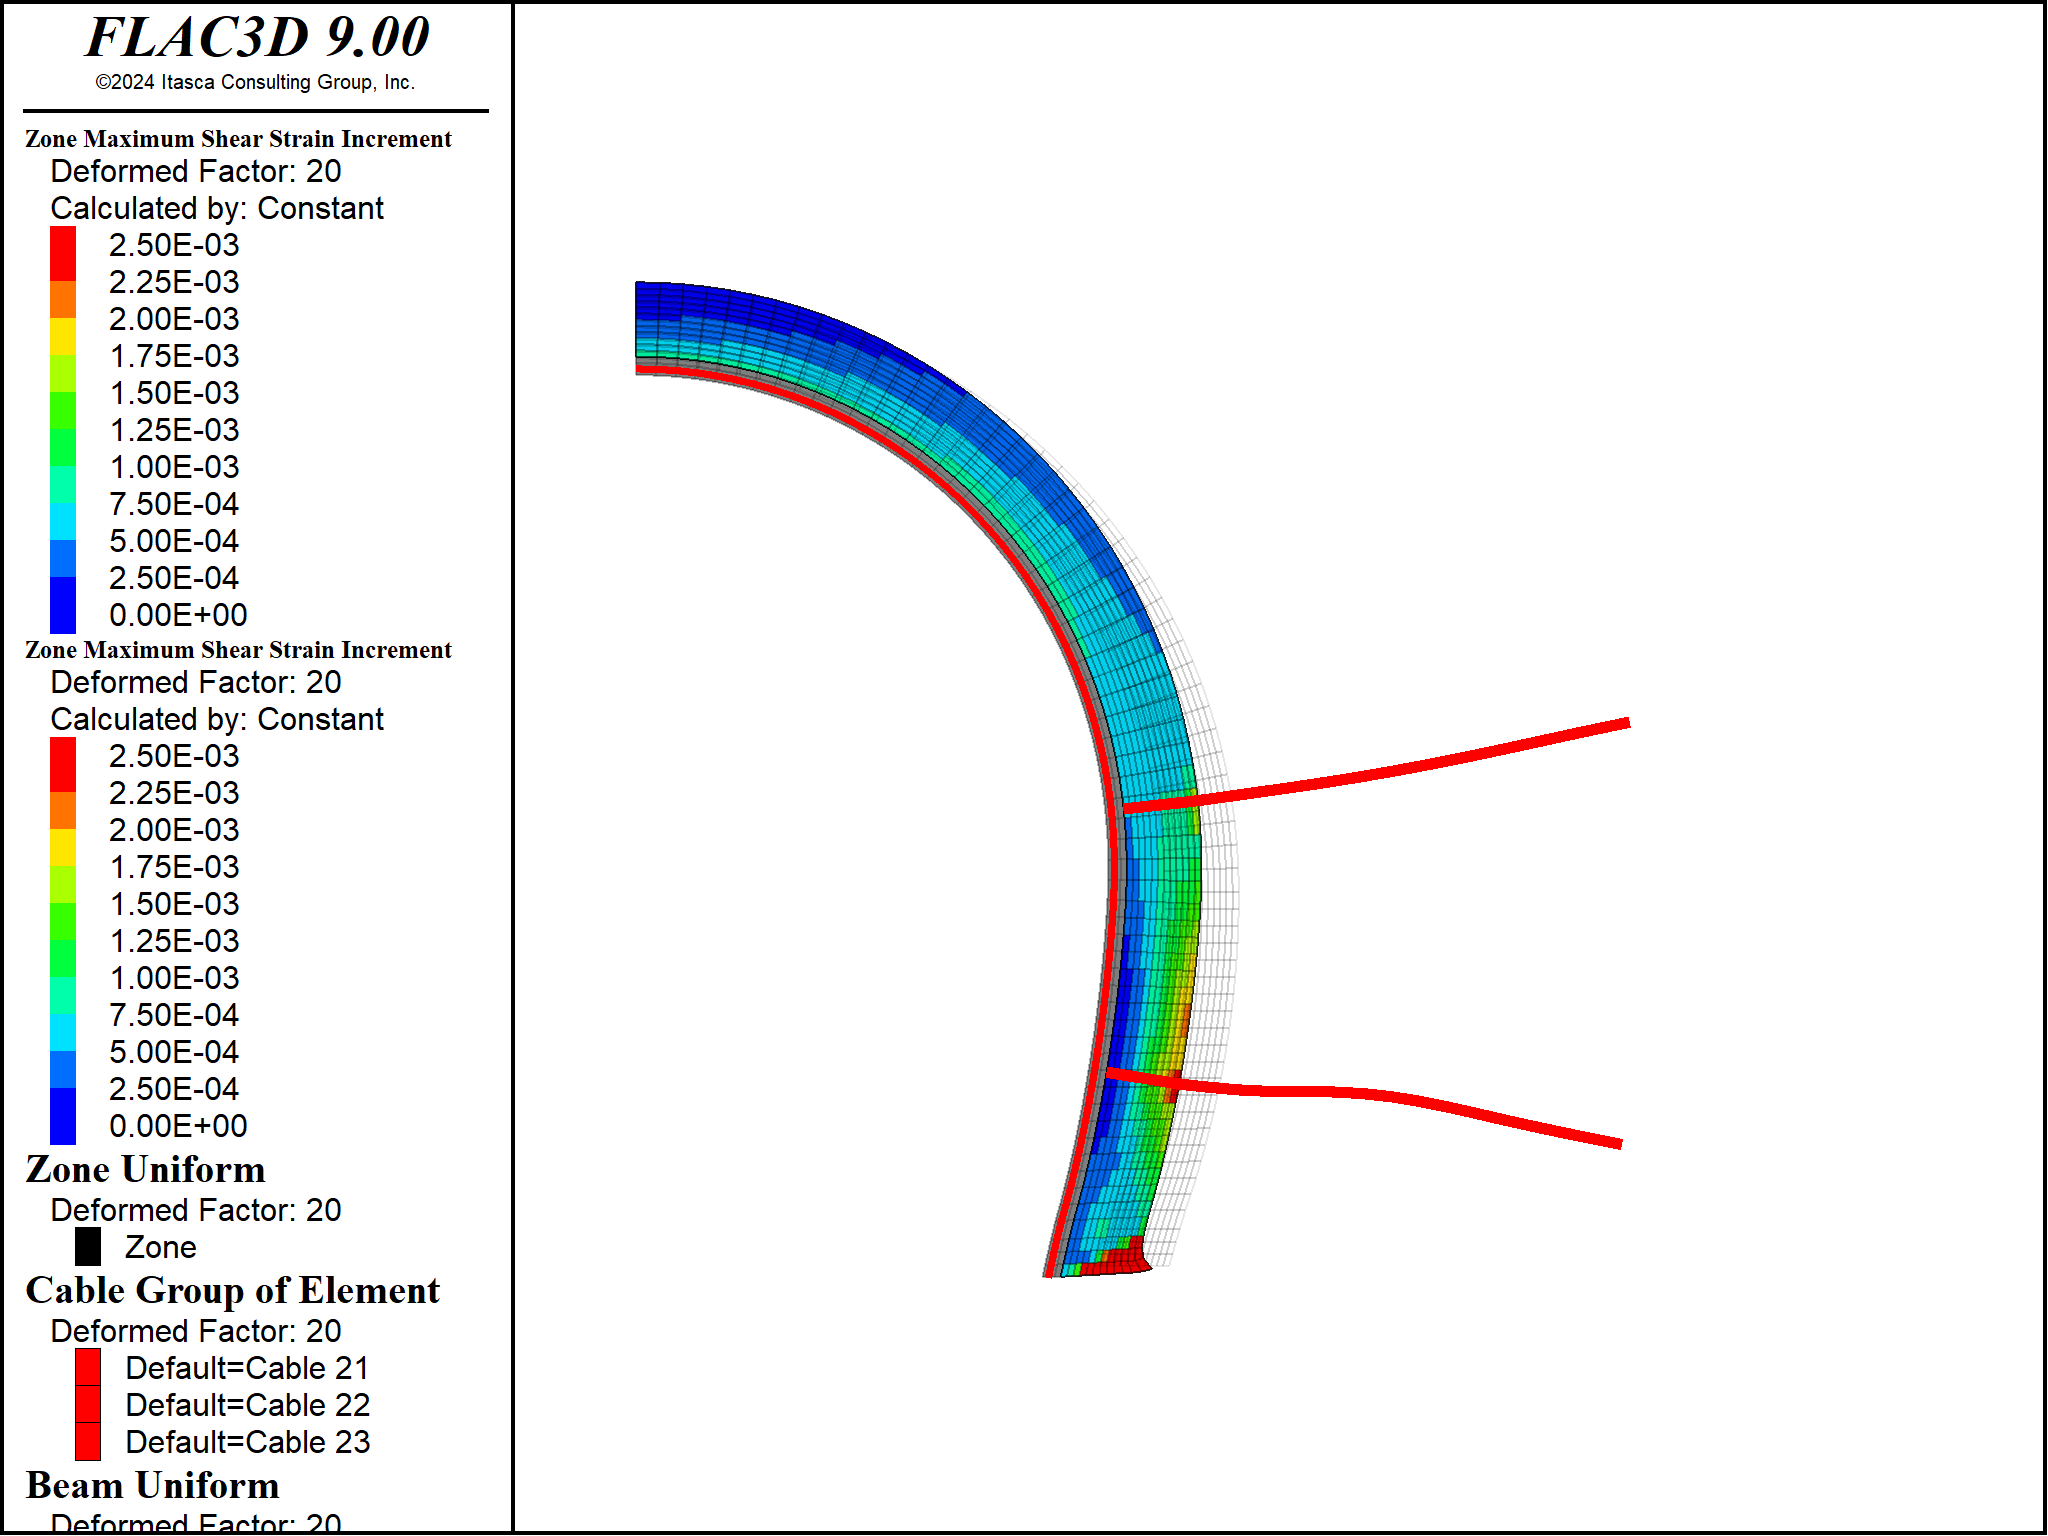 FLAC3D 9.00
©2024 Itasca Consulting Group, Inc.
Zone Maximum Shear Strain Increment
Deformed Factor: 20
Calculated by: Constant
2.50E-03
2.25E-03
2.00E-03
1.75E-03
1.50E-03
1.25E-03
1.00E-03
7.50E-04
5.00E-04
2.50E-04
0.00E+00
Zone Maximum Shear Strain Increment
Deformed Factor: 20
Calculated by: Constant
2.50E-03
2.25E-03
2.00E-03
1.75E-03
1.50E-03
1.25E-03
1.00E-03
7.50E-04
5.00E-04
2.50E-04
0.00E+00
Zone Uniform
Deformed Factor: 20
Zone
Cable Group of Element
Deformed Factor: 20
Default=Cable 21
Default=Cable 22
Default=Cable 23
Beam Uniform
Deformed Factor: 20